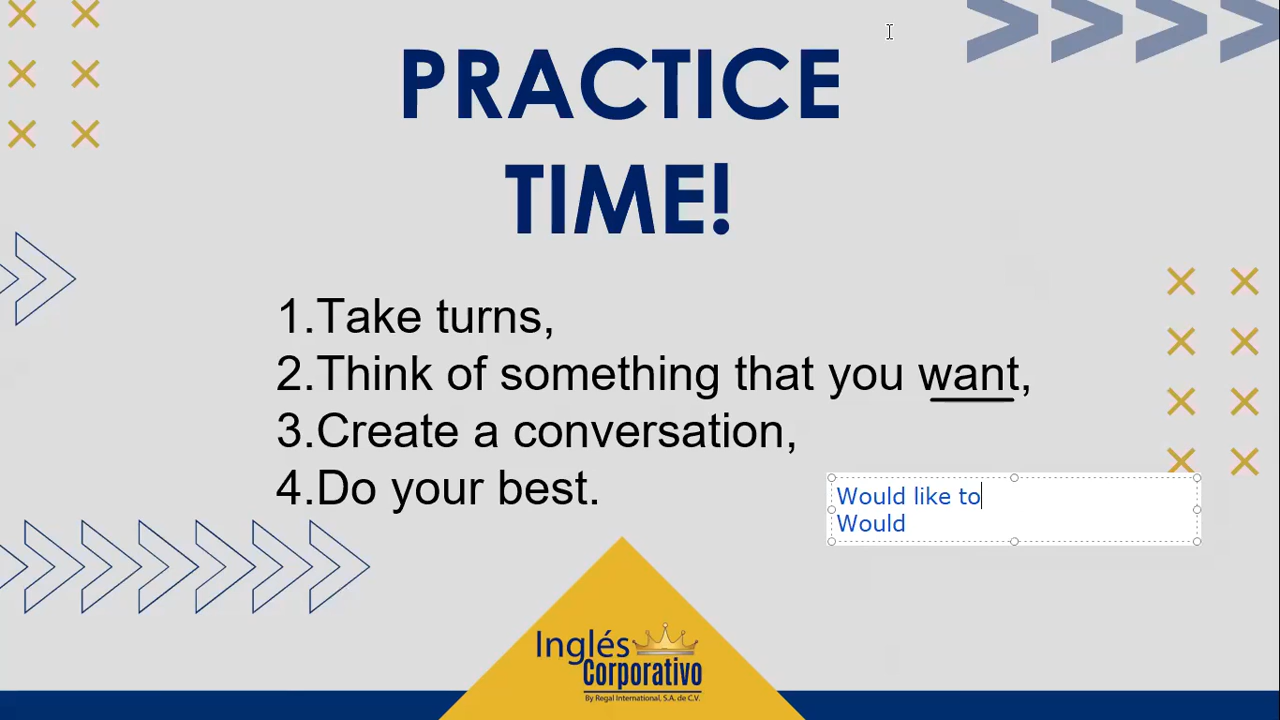 PRACTICE
TIME!
1.Take turns,
2.Think of something that you want,
3.Create a conversation,
4.Do your best.
Would like to
Would
Inglés
Corporativo
By Regal International, S.A. de C.V.